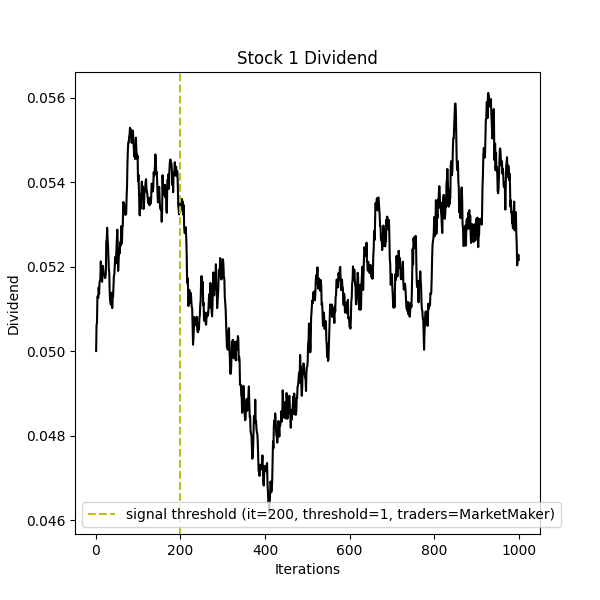 Stock 1 Dividend
0.056
0.054
0.052
0.050
0.048
0.046
Dividend
signal threshold (it=200, threshold=1, traders=MarketMaker)
0 200 400 600 800 1000
Iterations